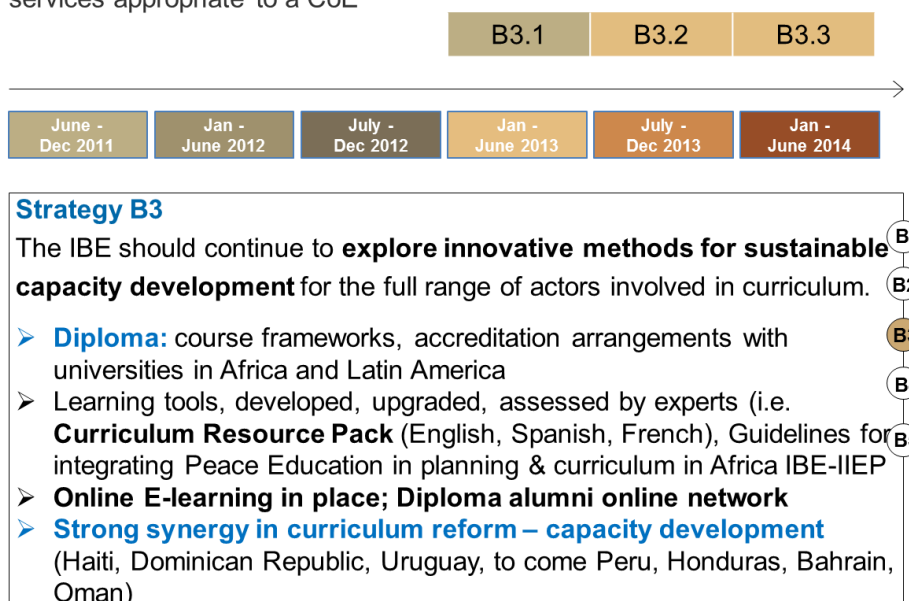 services appropriate to a CoE
B3.1 B3.2 B3.3
June - Jan - July - Jan - July - Jan -
Dec 2011 June 2012 Dec 2012 June 2013 Dec 2013 June 2014
Strategy B3
The IBE should continue to explore innovative methods for sustainable
capacity development for the full range of actors involved in curriculum.
➢ Diploma: course frameworks, accreditation arrangements with
universities in Africa and Latin America
➢ Learning tools, developed, upgraded, assessed by experts (i.e.
Curriculum Resource Pack (English, Spanish, French), Guidelines for
integrating Peace Education in planning & curriculum in Africa IBE-IIEP
➢ Online E-learning in place; Diploma alumni online network
➢ Strong synergy in curriculum reform – capacity development
(Haiti, Dominican Republic, Uruguay, to come Peru, Honduras, Bahrain,
Oman)